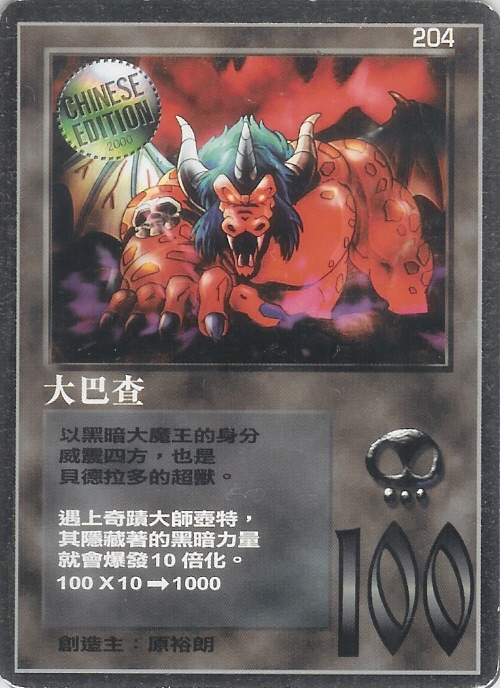 204
CHINESE
EDITION
2000
大巴查
以黑暗大魔王的身分
威震四方，也是
貝德拉多的超獸。
遇上奇蹟大師壺特，
其隱藏著的黑暗力量
就會爆發10倍化。
100 X 10 ➡ 1000
100
創造主：原裕朗